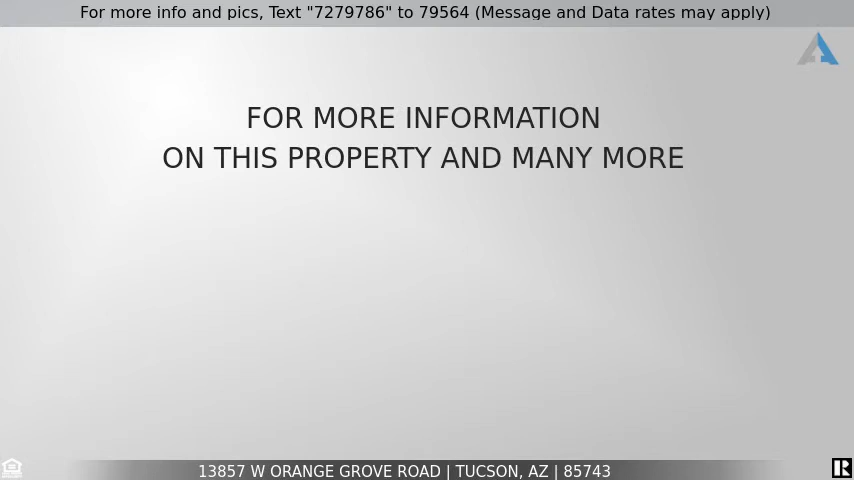 For more info and pics, Text "7279786" to 79564 (Message and Data rates may apply)
FOR MORE INFORMATION
ON THIS PROPERTY AND MANY MORE
13857 W ORANGE GROVE ROAD | TUCSON, AZ | 85743